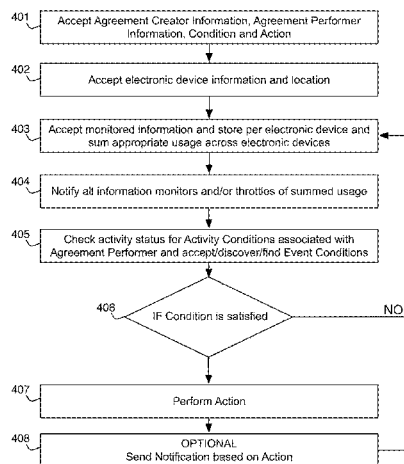 401
Accept Agreement Creator Information, Agreement Performer
Information, Condition and Action
402
Accept electronic device information and location
403
Accept monitored information and store per electronic device and
sum appropriate usage across electronic devices
404
Notify all information monitors and/or throttles of summed usage
405
Check activity status for Activity Conditions associated with
Agreement Performer and accept/discover/find Event Conditions
406
IF Condition is satisfied
NO
407
Perform Action
408
OPTIONAL
Send Notification based on Action